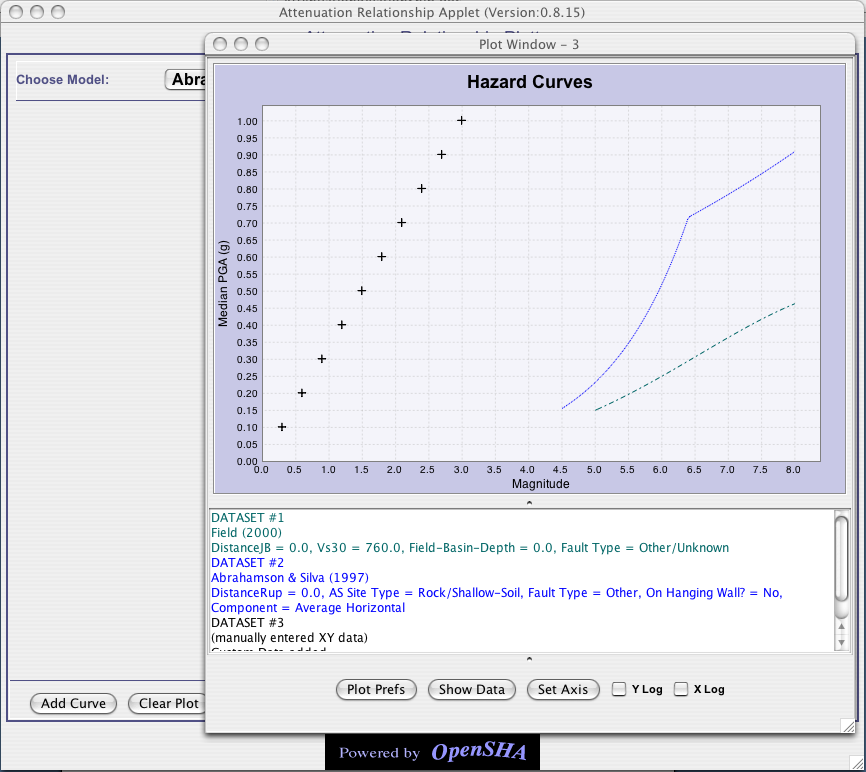 Attenuation Relationship Applet (Version:0.8.15)
Plot Window - 3
Choose Model:
Abra
Hazard Curves
Median PGA (g)
1.00
0.95
0.90
0.85
0.80
0.75
0.70
0.65
0.60
0.55
0.50
0.45
0.40
0.35
0.30
0.25
0.20
0.15
0.10
0.05
0.00
0.0 0.5 1.0 1.5 2.0 2.5 3.0 3.5 4.0 4.5 5.0 5.5 6.0 6.5 7.0 7.5 8.0
Magnitude
DATASET #1
Field (2000)
DistanceJB = 0.0, Vs30 = 760.0, Field-Basin-Depth = 0.0, Fault Type = Other/Unknown
DATASET #2
Abrahamson & Silva (1997)
DistanceRup = 0.0, AS Site Type = Rock/Shallow-Soil, Fault Type = Other, On Hanging Wall? = No,
Component = Average Horizontal
DATASET #3
(manually entered XY data)
Custom Data added
Plot Prefs Show Data Set Axis Y Log X Log
Add Curve Clear Plot
Powered by OpenSHA